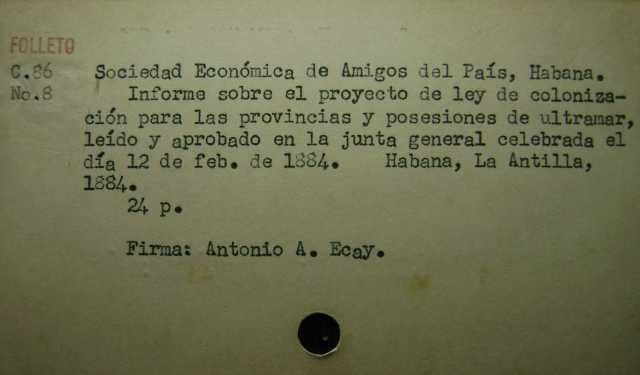 FOLLETO
C.86 Sociedad Económica de Amigos del País, Habana.
No.8 Informe sobre el proyecto de ley de coloniza-
ción para las provincias y posesiones de ultramar,
leído y aprobado en la junta general celebrada el
día 12 de feb. de 1884. Habana, La Antilla,
1884.
24 p.
Firma: Antonio A. Ecay.